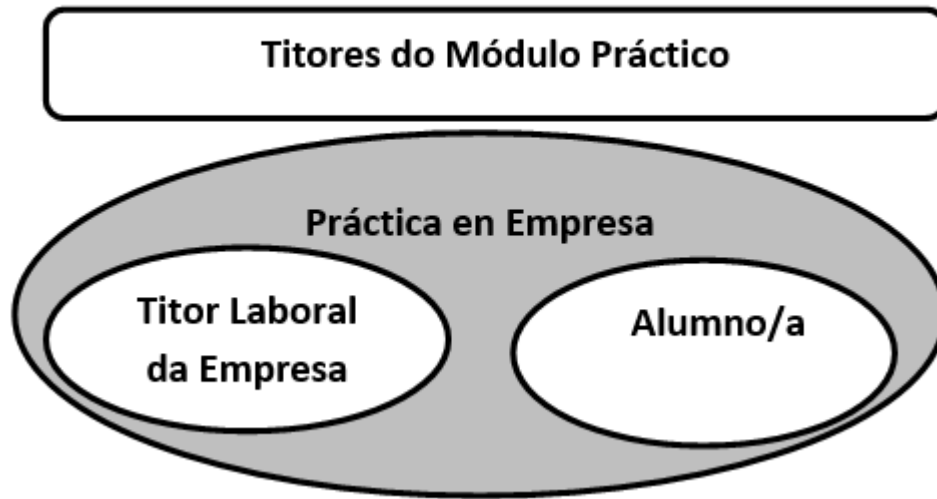 Titores do Módulo Práctico
Práctica en Empresa
Titor Laboral
da Empresa
Alumno/a